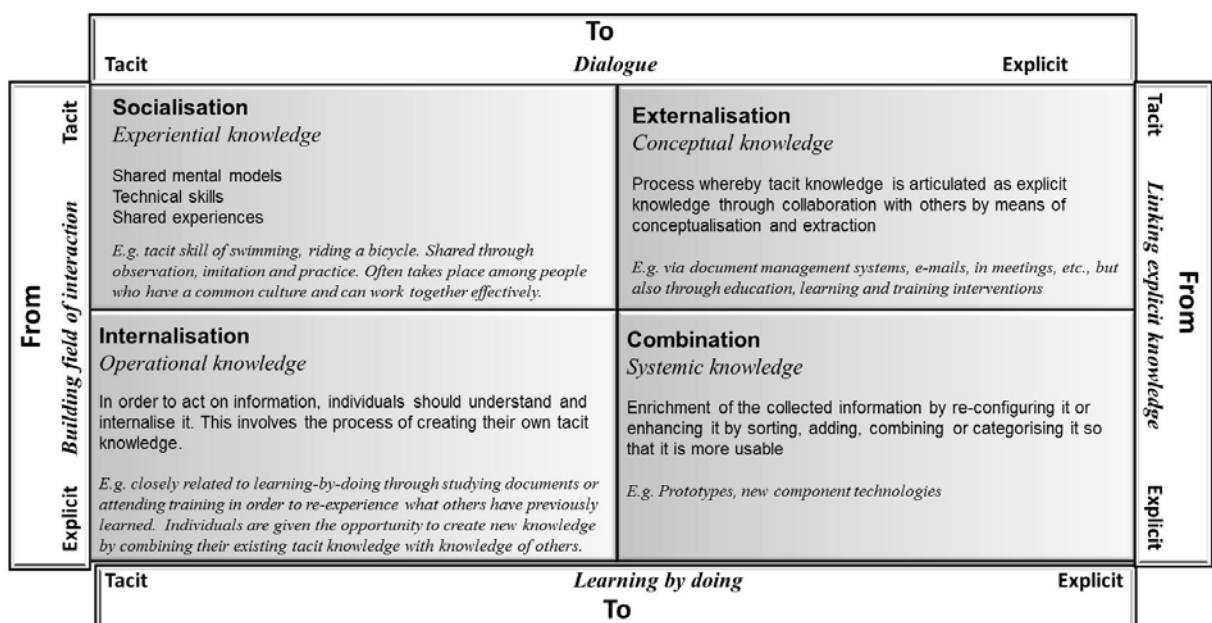 To
Tacit Dialogue Explicit
From
Tacit
Building field of interaction
Explicit
Socialisation
Experiential knowledge
Shared mental models
Technical skills
Shared experiences
E.g. tacit skill of swimming, riding a bicycle. Shared through
observation, imitation and practice. Often takes place among people
who have a common culture and can work together effectively.
Externalisation
Conceptual knowledge
Process whereby tacit knowledge is articulated as explicit
knowledge through collaboration with others by means of
conceptualisation and extraction
E.g. via document management systems, e-mails, in meetings, etc., but
also through education, learning and training interventions
Internalisation
Operational knowledge
In order to act on information, individuals should understand and
internalise it. This involves the process of creating their own tacit
knowledge.
E.g. closely related to learning-by-doing through studying documents or
attending training in order to re-experience what others have previously
learned. Individuals are given the opportunity to create new knowledge
by combining their existing tacit knowledge with knowledge of others.
Combination
Systemic knowledge
Enrichment of the collected information by re-configuring it or
enhancing it by sorting, adding, combining or categorising it so
that it is more usable
E.g. Prototypes, new component technologies
Tacit
Linking explicit knowledge
Explicit
From
Tacit Learning by doing Explicit
To